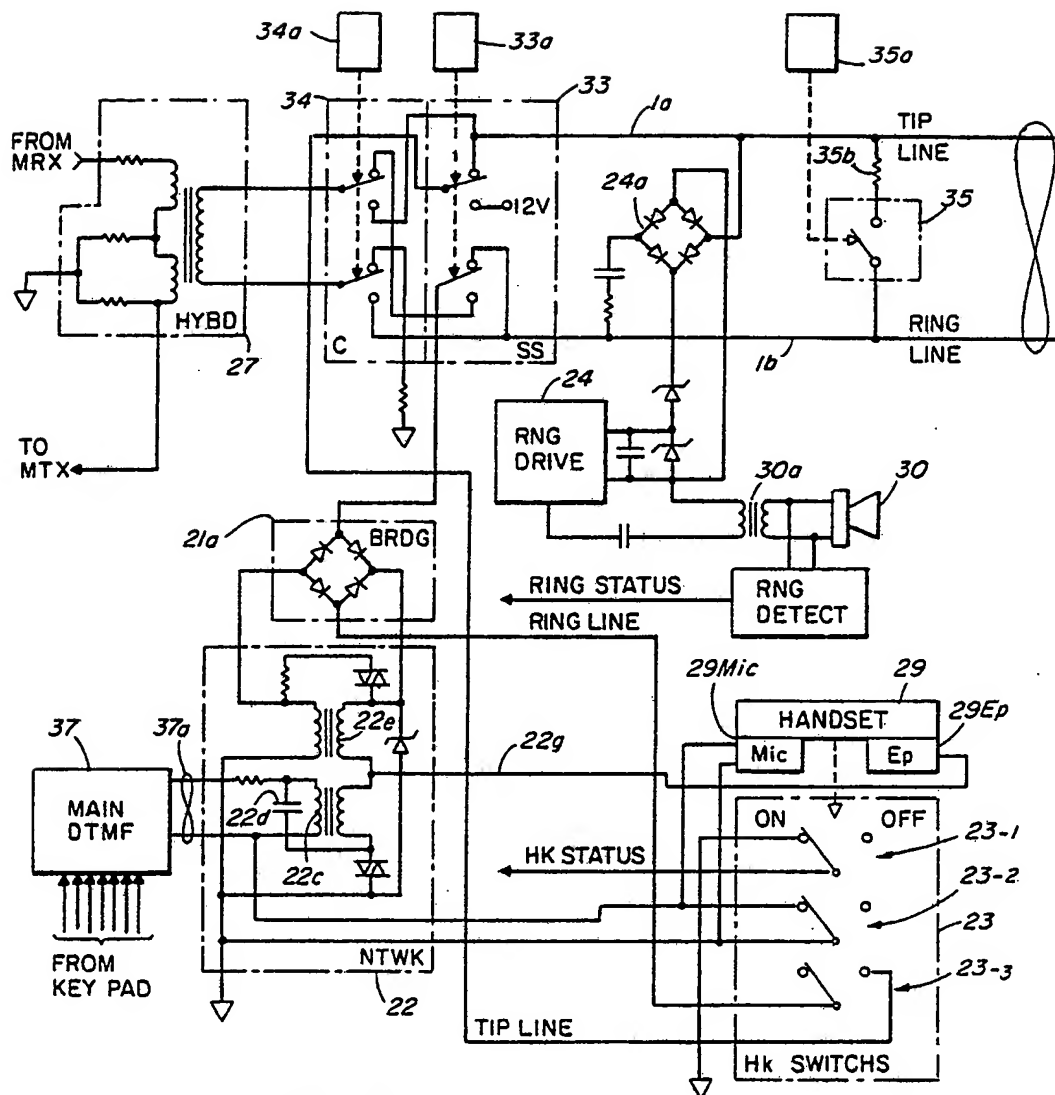 34a
33a
35a
34
33
FROM
MRX
1a
TIP
LINE
35b
24a
35
12V
HYBD
27
C
SS
1b
RING
LINE
TO
MTX
24
RNG
DRIVE
30a
30
21a
BRDG
RING STATUS
RING LINE
RNG
DETECT
29Mic
29
HANDSET
29Ep
Mic
Ep
37
37a
22e
22g
MAIN
DTMF
22d
22c
ON
OFF
23-1
HK STATUS
23-2
23
FROM
KEY PAD
NTWK
22
23-3
TIP LINE
Hk SWITCHS